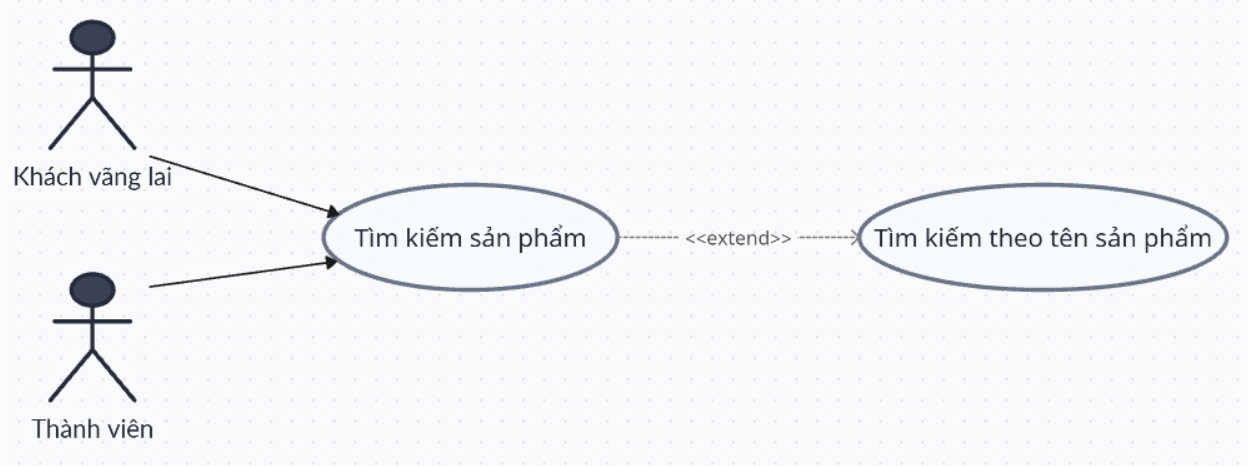 Khách vãng lai
Tìm kiếm sản phẩm
<<extend>>
Tìm kiếm theo tên sản phẩm
Thành viên